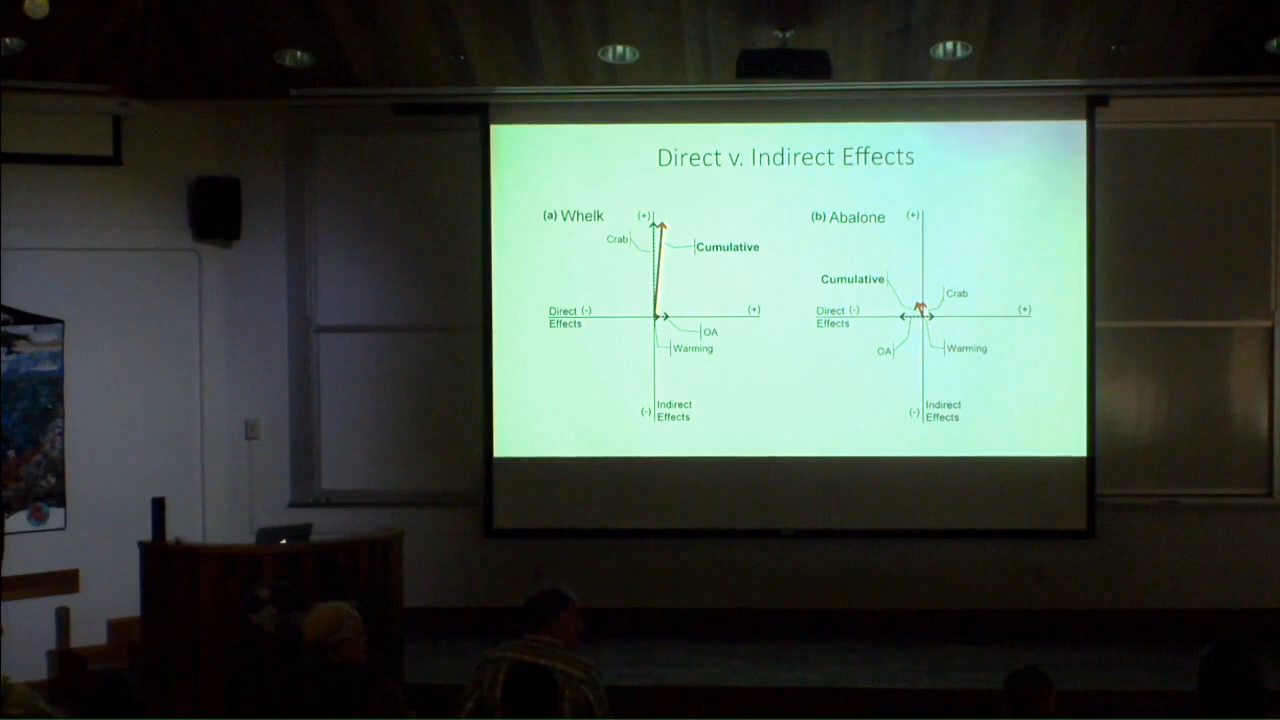 Direct v. Indirect Effects
(a) Whelk
(+)
Crab
Cumulative
Direct (-)
Effects
(+)
OA
Warming
(-)
Indirect
Effects
(b) Abalone
(+)
Cumulative
Crab
Direct (-)
Effects
(+)
OA
Warming
(-)
Indirect
Effects